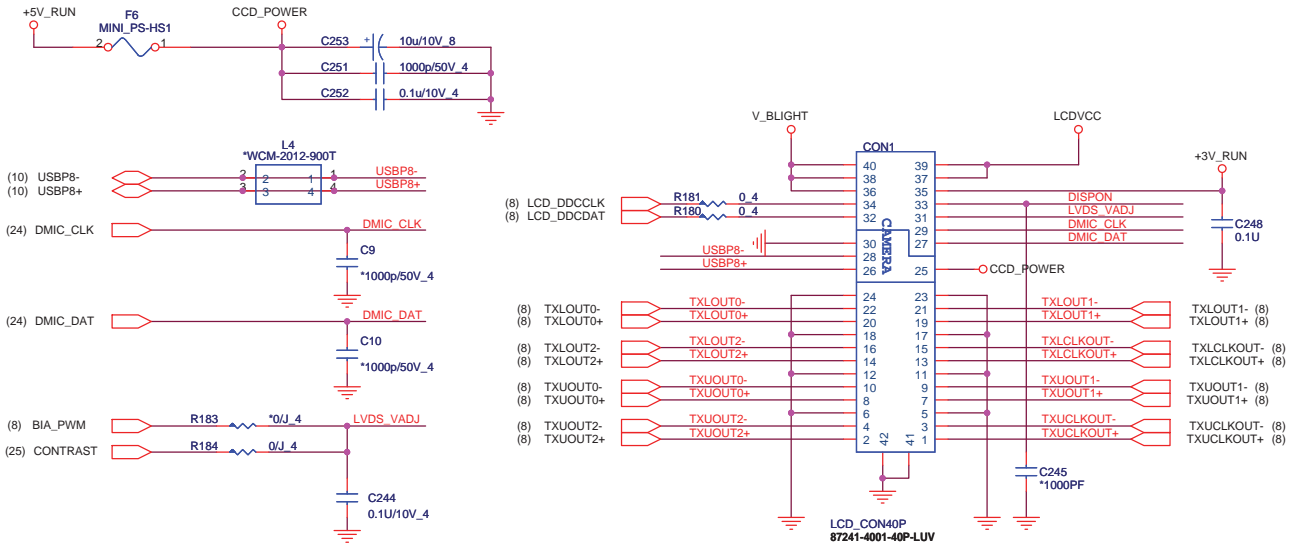 +5V_RUN
F6
MINI_PS-HS1
2 1
CCD_POWER
C253 + 10u/10V_8
C251 1000p/50V_4
C252 0.1u/10V_4
L4
*WCM-2012-900T
(10) USBP8- 2 2 1 1 USBP8-
(10) USBP8+ 3 3 4 4 USBP8+
(24) DMIC_CLK DMIC_CLK
C9
*1000p/50V_4
(24) DMIC_DAT DMIC_DAT
C10
*1000p/50V_4
(8) BIA_PWM R183 *0/J_4 LVDS_VADJ
(25) CONTRAST R184 0/J_4
C244
0.1U/10V_4
V_BLIGHT LCDVCC
+3V_RUN
CON1
40 39
38 37
36 35
(8) LCD_DDCCLK R181 0_4 34 33 DISPON
(8) LCD_DDCDAT R180 0_4 32 31 LVDS_VADJ
29 DMIC_CLK
C248
0.1U
CAMERA
30 27 DMIC_DAT
USBP8- 28
USBP8+ 26 25 CCD_POWER
24 23
(8) TXLOUT0- TXLOUT0- 22 21 TXLOUT1- TXLOUT1- (8)
(8) TXLOUT0+ TXLOUT0+ 20 19 TXLOUT1+ TXLOUT1+ (8)
18 17
(8) TXLOUT2- TXLOUT2- 16 15 TXLCLKOUT- TXLCLKOUT- (8)
(8) TXLOUT2+ TXLOUT2+ 14 13 TXLCLKOUT+ TXLCLKOUT+ (8)
12 11
(8) TXUOUT0- TXUOUT0- 10 9 TXUOUT1- TXUOUT1- (8)
(8) TXUOUT0+ TXUOUT0+ 8 7 TXUOUT1+ TXUOUT1+ (8)
6 5
(8) TXUOUT2- TXUOUT2- 4 3 TXUCLKOUT- TXUCLKOUT- (8)
(8) TXUOUT2+ TXUOUT2+ 2 1 TXUCLKOUT+ TXUCLKOUT+ (8)
42 41
C245
*1000PF
LCD_CON40P
87241-4001-40P-LUV